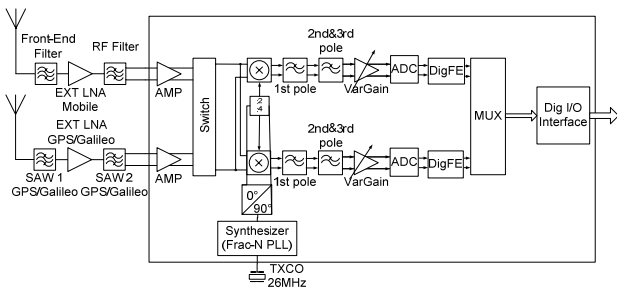 Front-End
Filter
RF Filter
EXT LNA
Mobile
AMP
EXT LNA
GPS/Galileo
SAW 1
GPS/Galileo
SAW 2
GPS/Galileo
AMP
Switch
2nd&3rd
pole
1st pole
VarGain
ADC
DigFE
:2
:4
2nd&3rd
pole
1st pole
VarGain
ADC
DigFE
MUX
Dig I/O
Interface
0°
90°
Synthesizer
(Frac-N PLL)
TXCO
26MHz